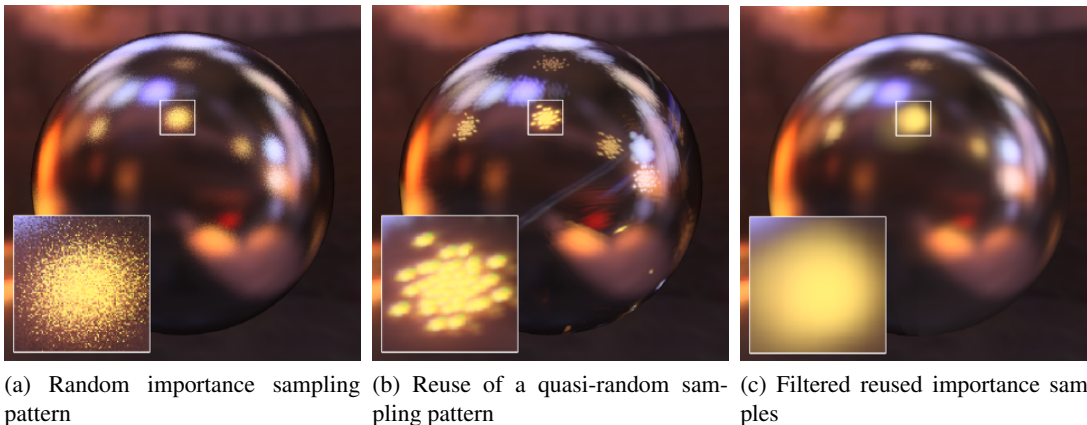 (a) Random importance sampling
pattern
(b) Reuse of a quasi-random sam-
pling pattern
(c) Filtered reused importance sam
ples